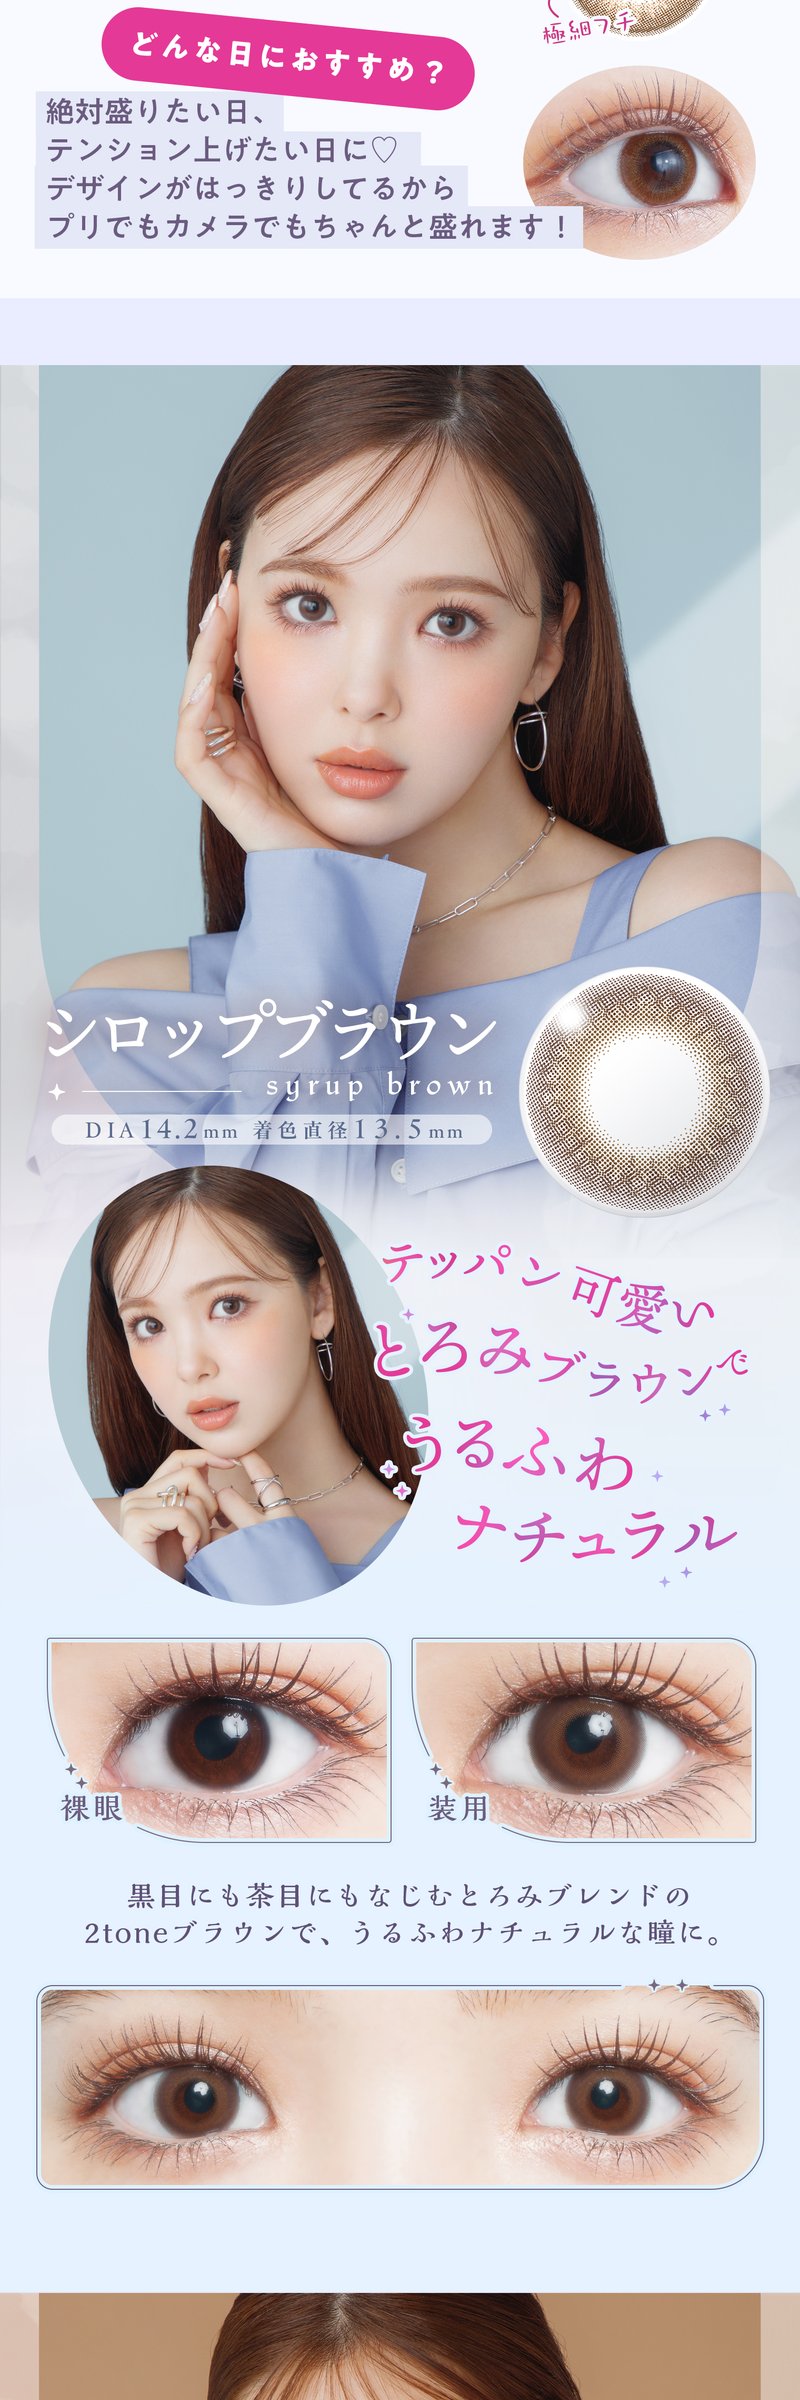 極細フチ
どんな日におすすめ？
絶対盛りたい日、
テンション上げたい日に♡
デザインがはっきりしてるから
プリでもカメラでもちゃんと盛れます！
シロップブラウン
syrup brown
DIA14.2mm 着色直径13.5mm
テッパン可愛い
とろみブラウンで
うるふわ
ナチュラル
裸眼
装用
黒目にも茶目にもなじむとろみブレンドの
2toneブラウンで、うるふわナチュラルな瞳に。